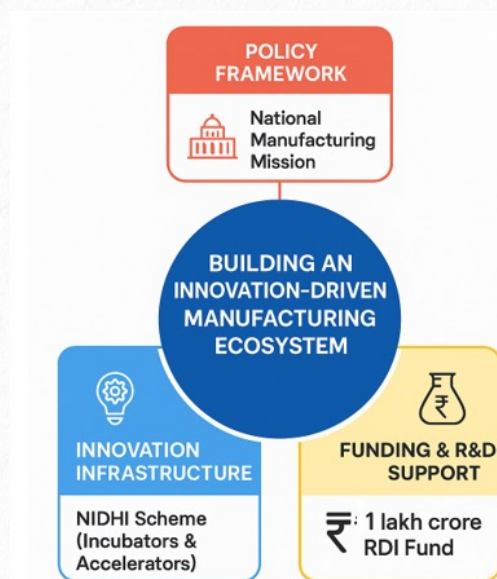 POLICY
FRAMEWORK
National
Manufacturing
Mission
BUILDING AN
INNOVATION-DRIVEN
MANUFACTURING
ECOSYSTEM
INNOVATION
INFRASTRUCTURE
NIDHI Scheme
(Incubators &
Accelerators)
₹
FUNDING & R&D
SUPPORT
₹: 1 lakh crore
RDI Fund